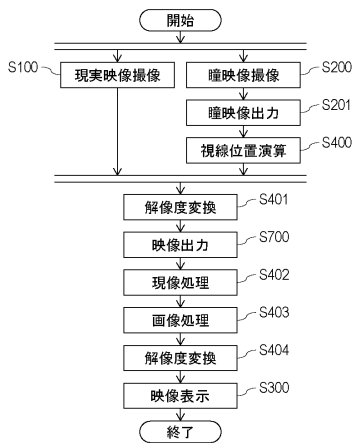 開始
S100 現実映像撮像 瞳映像撮像 S200
瞳映像出力 S201
視線位置演算 S400
解像度変換 S401
映像出力 S700
現像処理 S402
画像処理 S403
解像度変換 S404
映像表示 S300
終了